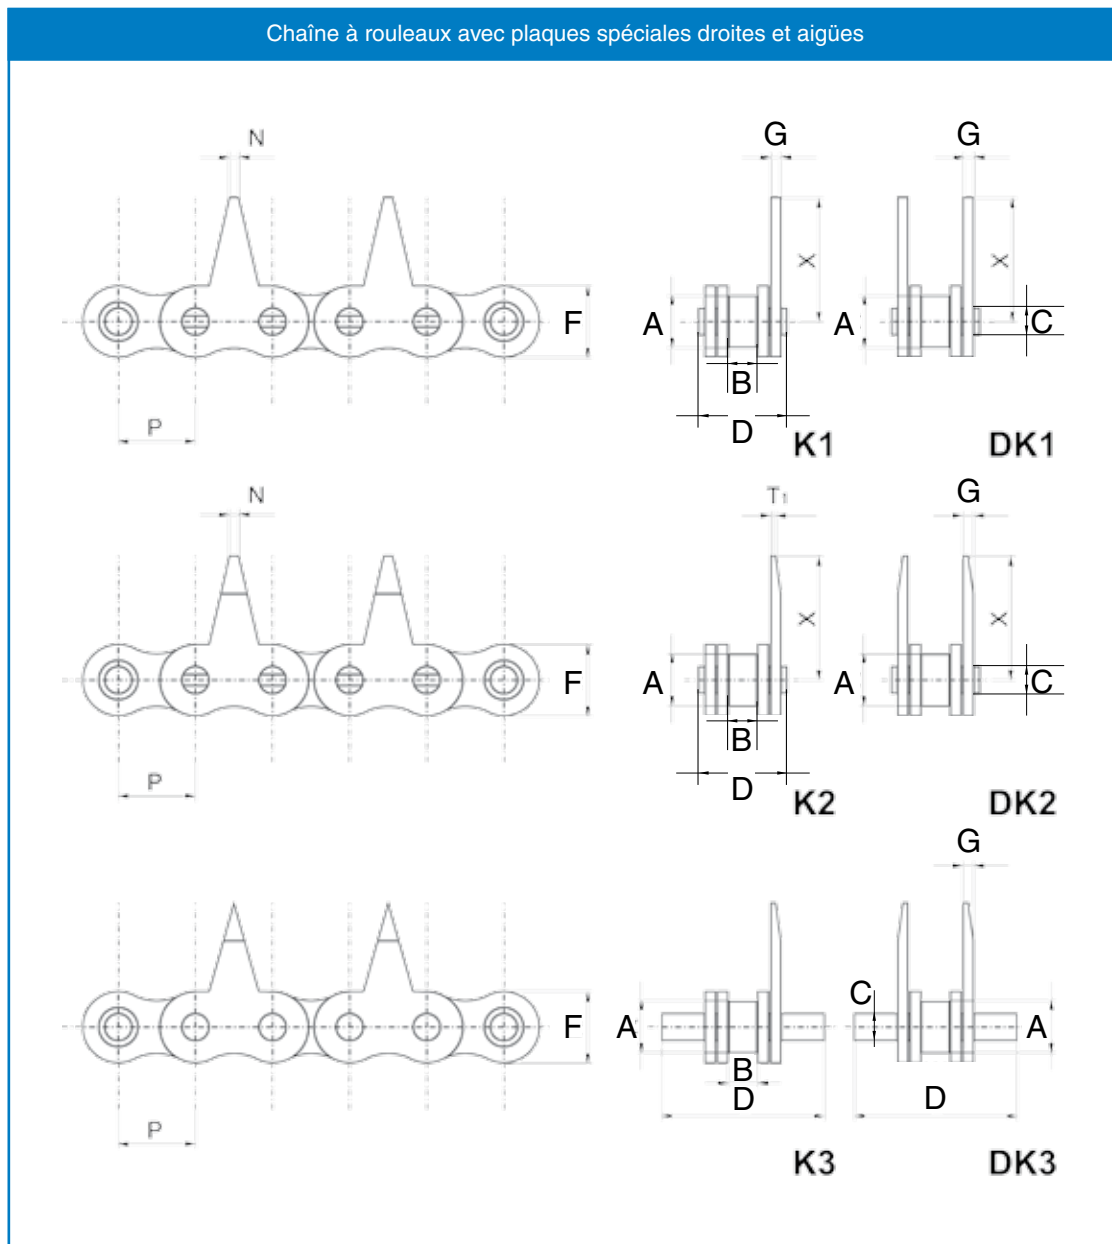 Chaîne à rouleaux avec plaques spéciales droites et aigües
N G G
X X
F A A C
B
P D
K1 DK1
N T1 G
X X
F A A C
B
P D
K2 DK2
G
C
F A A
B
D D
P
K3 DK3